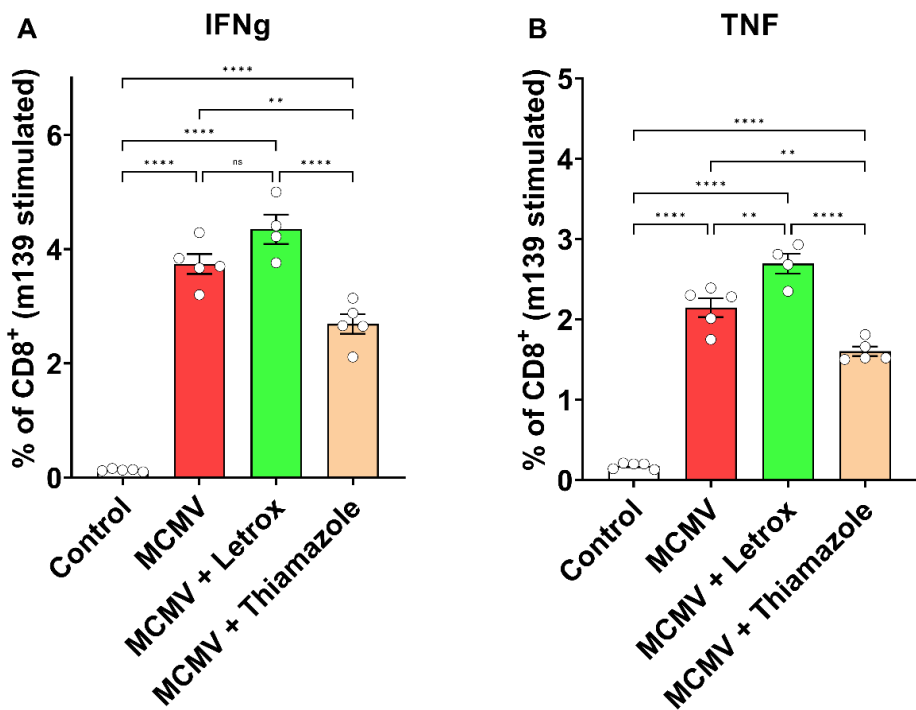 A
IFNg
% of CD8⁺ (m139 stimulated)
6
4
2
0
****
**
****
****
ns
****
Control
MCMV
MCMV + Letrox
MCMV + Thiamazole
B
TNF
% of CD8⁺ (m139 stimulated)
5
4
3
2
1
0
****
**
****
****
**
****
Control
MCMV
MCMV + Letrox
MCMV + Thiamazole